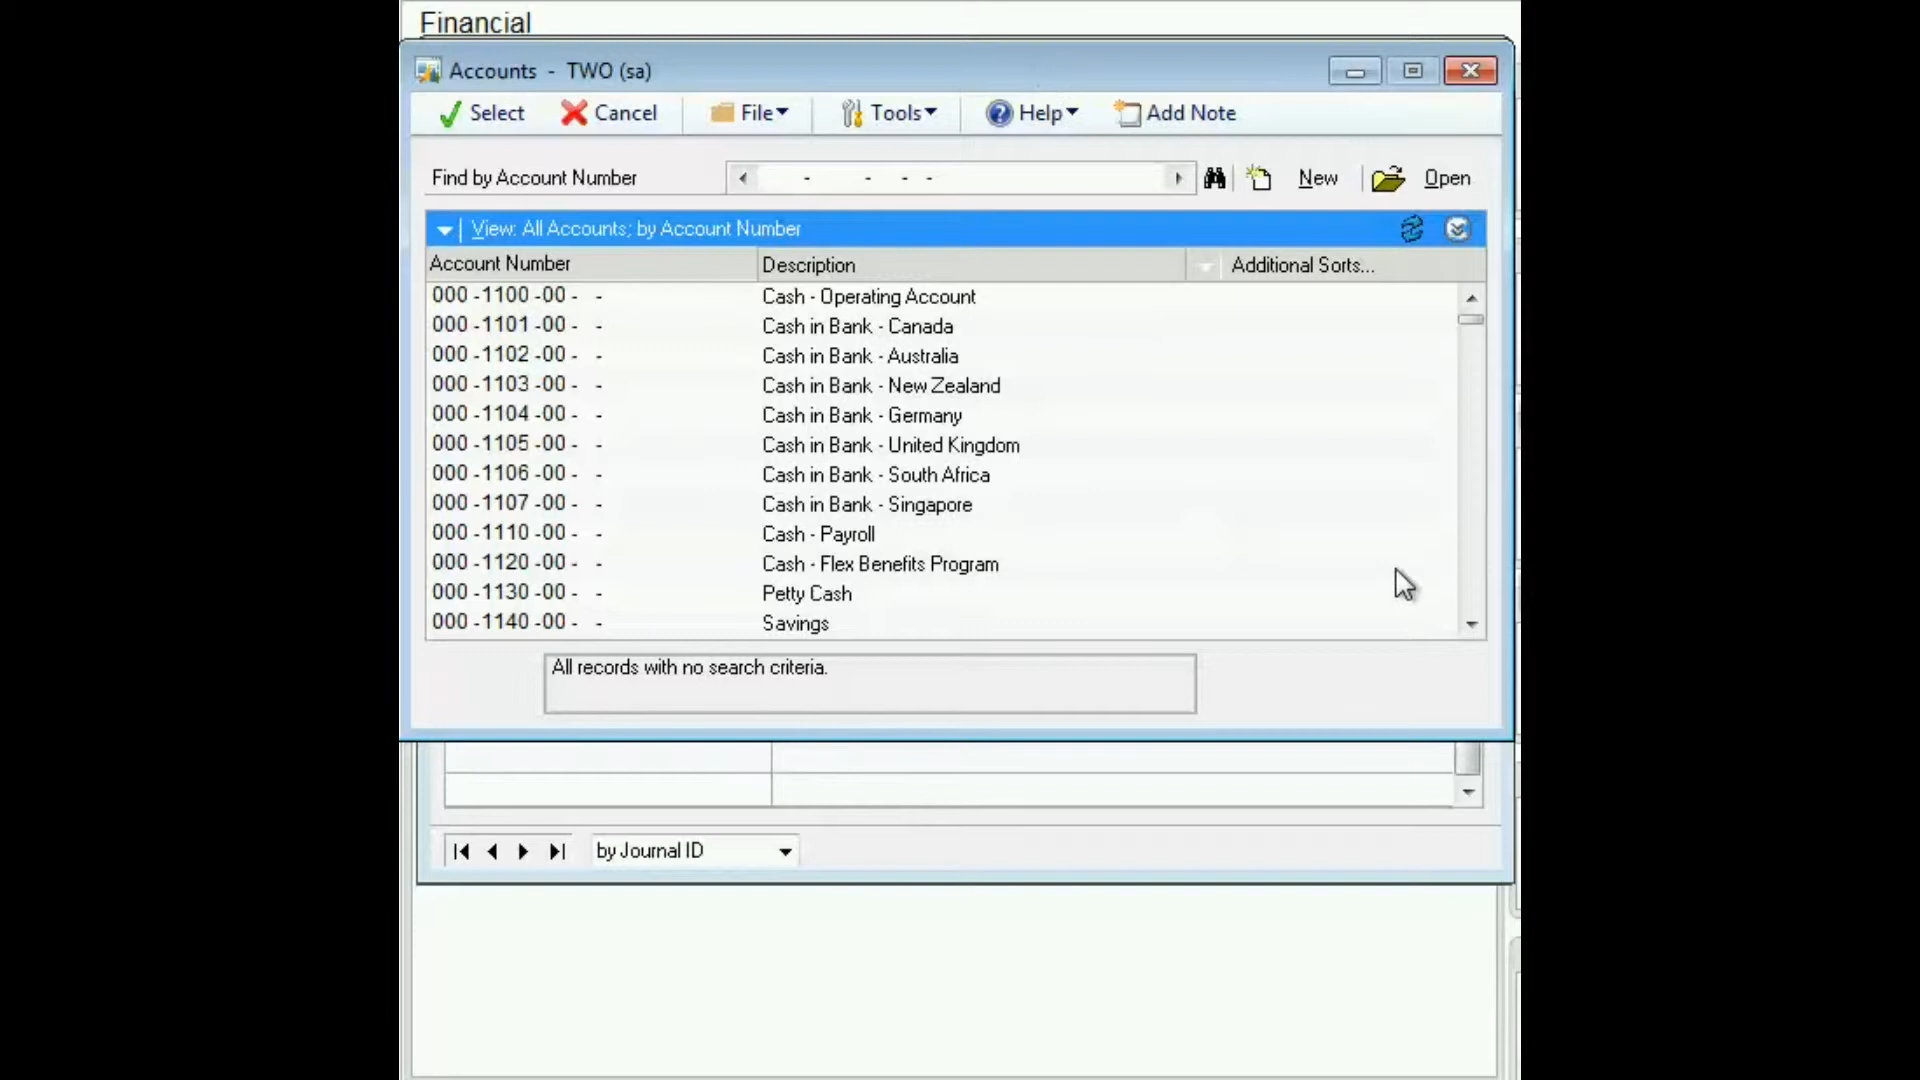 Financial
Accounts - TWO (sa)
Select Cancel File Tools Help Add Note
Find by Account Number - - - - New Open
View: All Accounts; by Account Number
Account Number Description Additional Sorts...
000 -1100 -00 - - Cash - Operating Account
000 -1101 -00 - - Cash in Bank - Canada
000 -1102 -00 - - Cash in Bank - Australia
000 -1103 -00 - - Cash in Bank - New Zealand
000 -1104 -00 - - Cash in Bank - Germany
000 -1105 -00 - - Cash in Bank - United Kingdom
000 -1106 -00 - - Cash in Bank - South Africa
000 -1107 -00 - - Cash in Bank - Singapore
000 -1110 -00 - - Cash - Payroll
000 -1120 -00 - - Cash - Flex Benefits Program
000 -1130 -00 - - Petty Cash
000 -1140 -00 - - Savings
All records with no search criteria.
by Journal ID